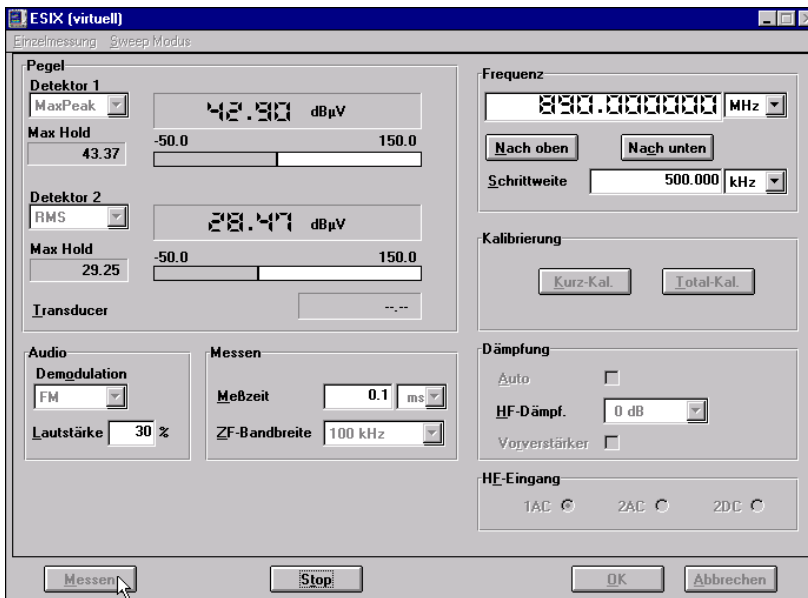 ESIX (virtuell)
Einzelmessung Sweep Modus
Pegel
Detektor 1
MaxPeak
42.90 dBµV
Max Hold
43.37
-50.0 150.0
Detektor 2
RMS
28.47 dBµV
Max Hold
29.25
-50.0 150.0
Transducer --.--
Audio
Demodulation
FM
Lautstärke 30 %
Messen
Meßzeit 0.1 ms
ZF-Bandbreite 100 kHz
Frequenz
890.000000 MHz
Nach oben Nach unten
Schrittweite 500.000 kHz
Kalibrierung
Kurz-Kal. Total-Kal.
Dämpfung
Auto
HF-Dämpf. 0 dB
Vorverstärker
HF-Eingang
1AC 2AC 2DC
Messen Stop OK Abbrechen